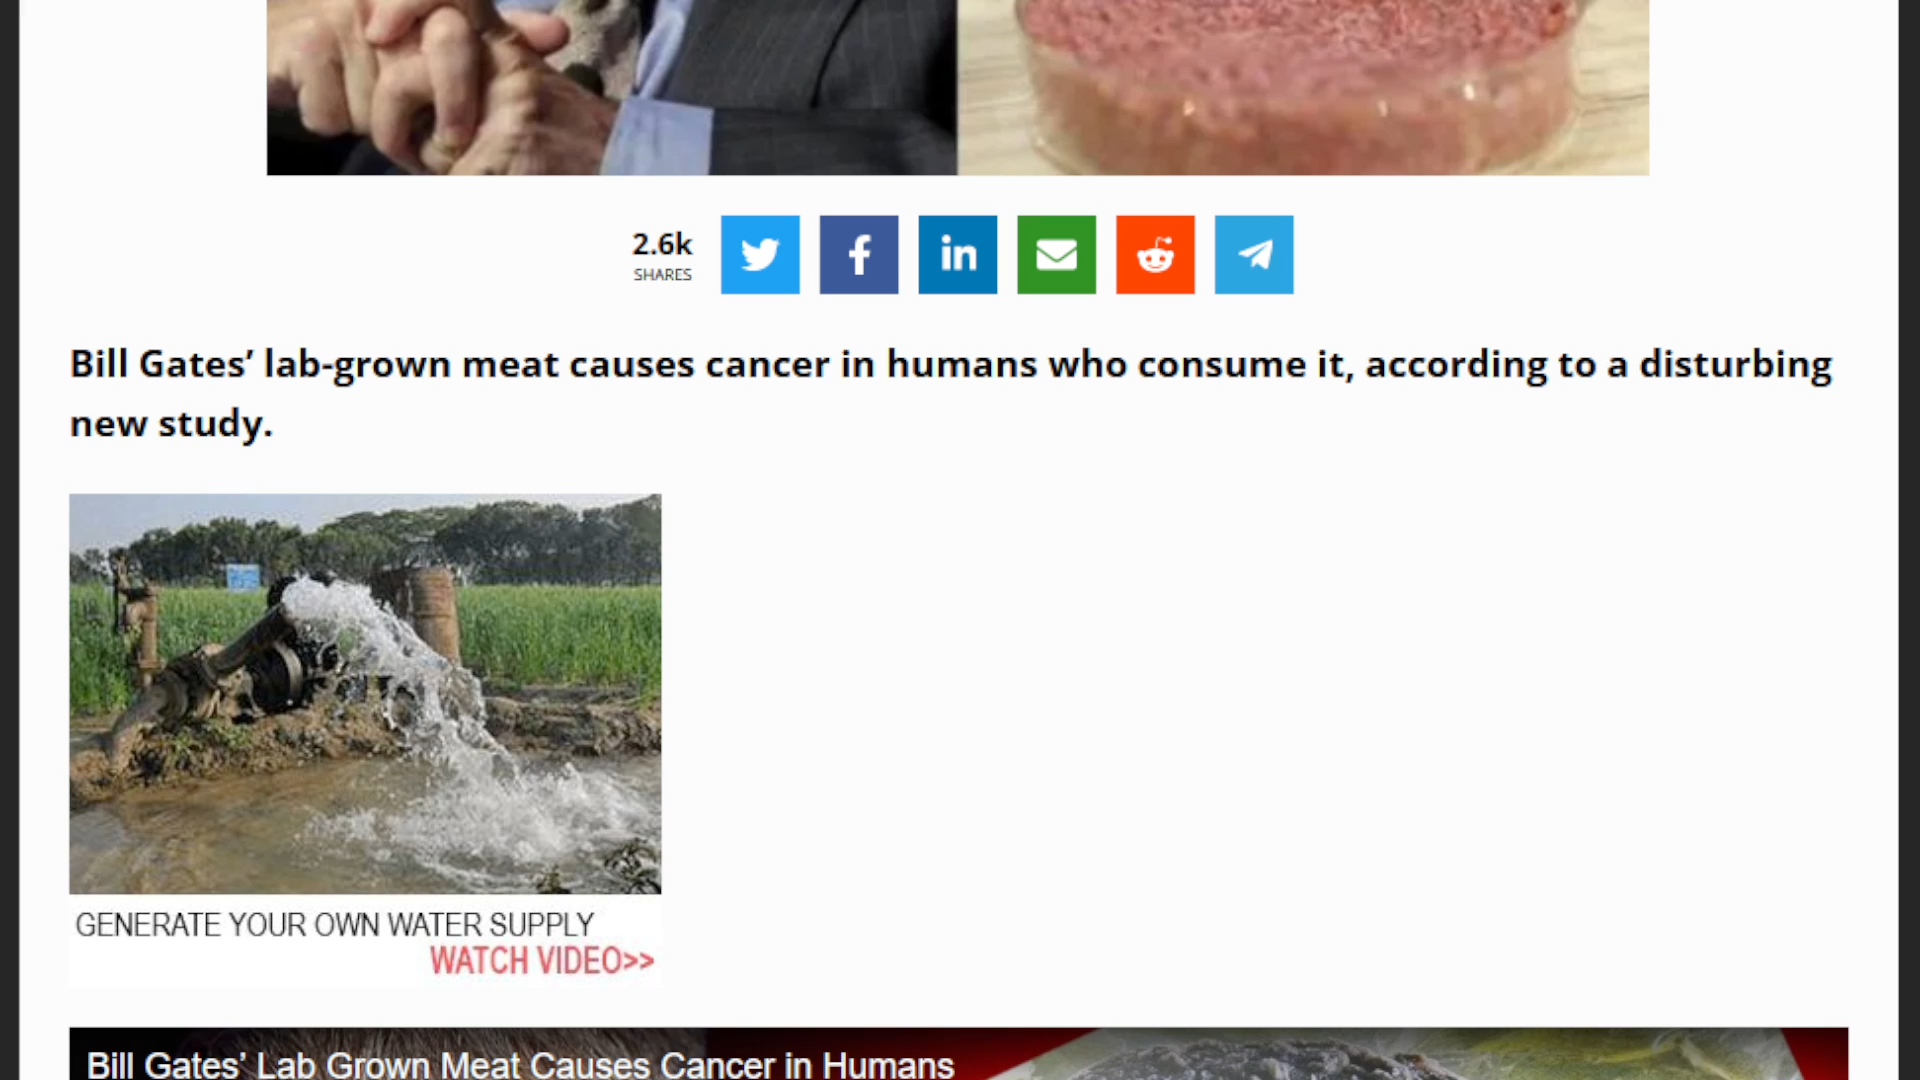 2.6k
SHARES
Bill Gates’ lab-grown meat causes cancer in humans who consume it, according to a disturbing
new study.
GENERATE YOUR OWN WATER SUPPLY
WATCH VIDEO>>
Bill Gates’ Lab Grown Meat Causes Cancer in Humans